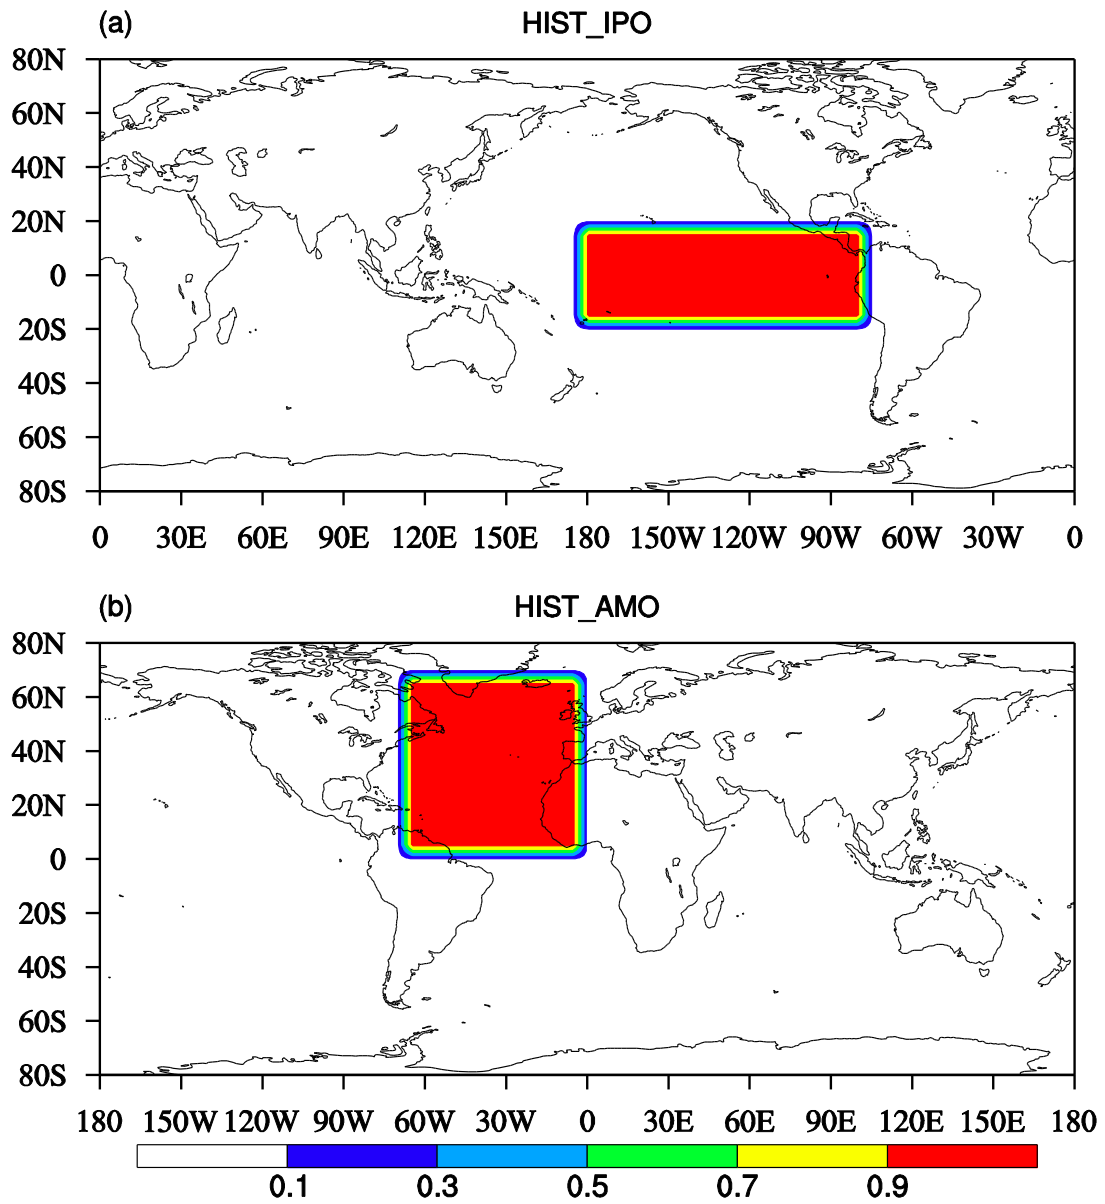 (a) HIST_IPO
80N
60N
40N
20N
0
20S
40S
60S
80S
0 30E 60E 90E 120E 150E 180 150W 120W 90W 60W 30W 0
(b) HIST_AMO
80N
60N
40N
20N
0
20S
40S
60S
80S
180 150W 120W 90W 60W 30W 0 30E 60E 90E 120E 150E 180
0.1 0.3 0.5 0.7 0.9